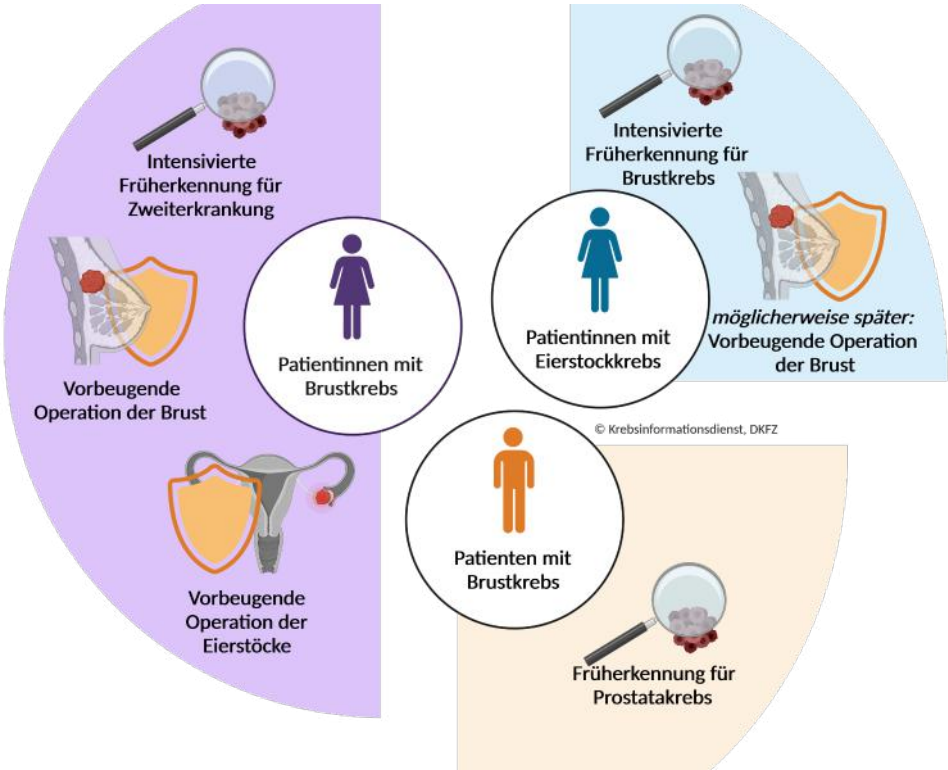 Intensivierte
Früherkennung für
Zweiterkrankung
Vorbeugende
Operation der Brust
Vorbeugende
Operation der
Eierstöcke
Patientinnen mit
Brustkrebs
Intensivierte
Früherkennung für
Brustkrebs
möglicherweise später:
Vorbeugende Operation
der Brust
Patientinnen mit
Eierstockkrebs
© Krebsinformationsdienst, DKFZ
Patienten mit
Brustkrebs
Früherkennung für
Prostatakrebs